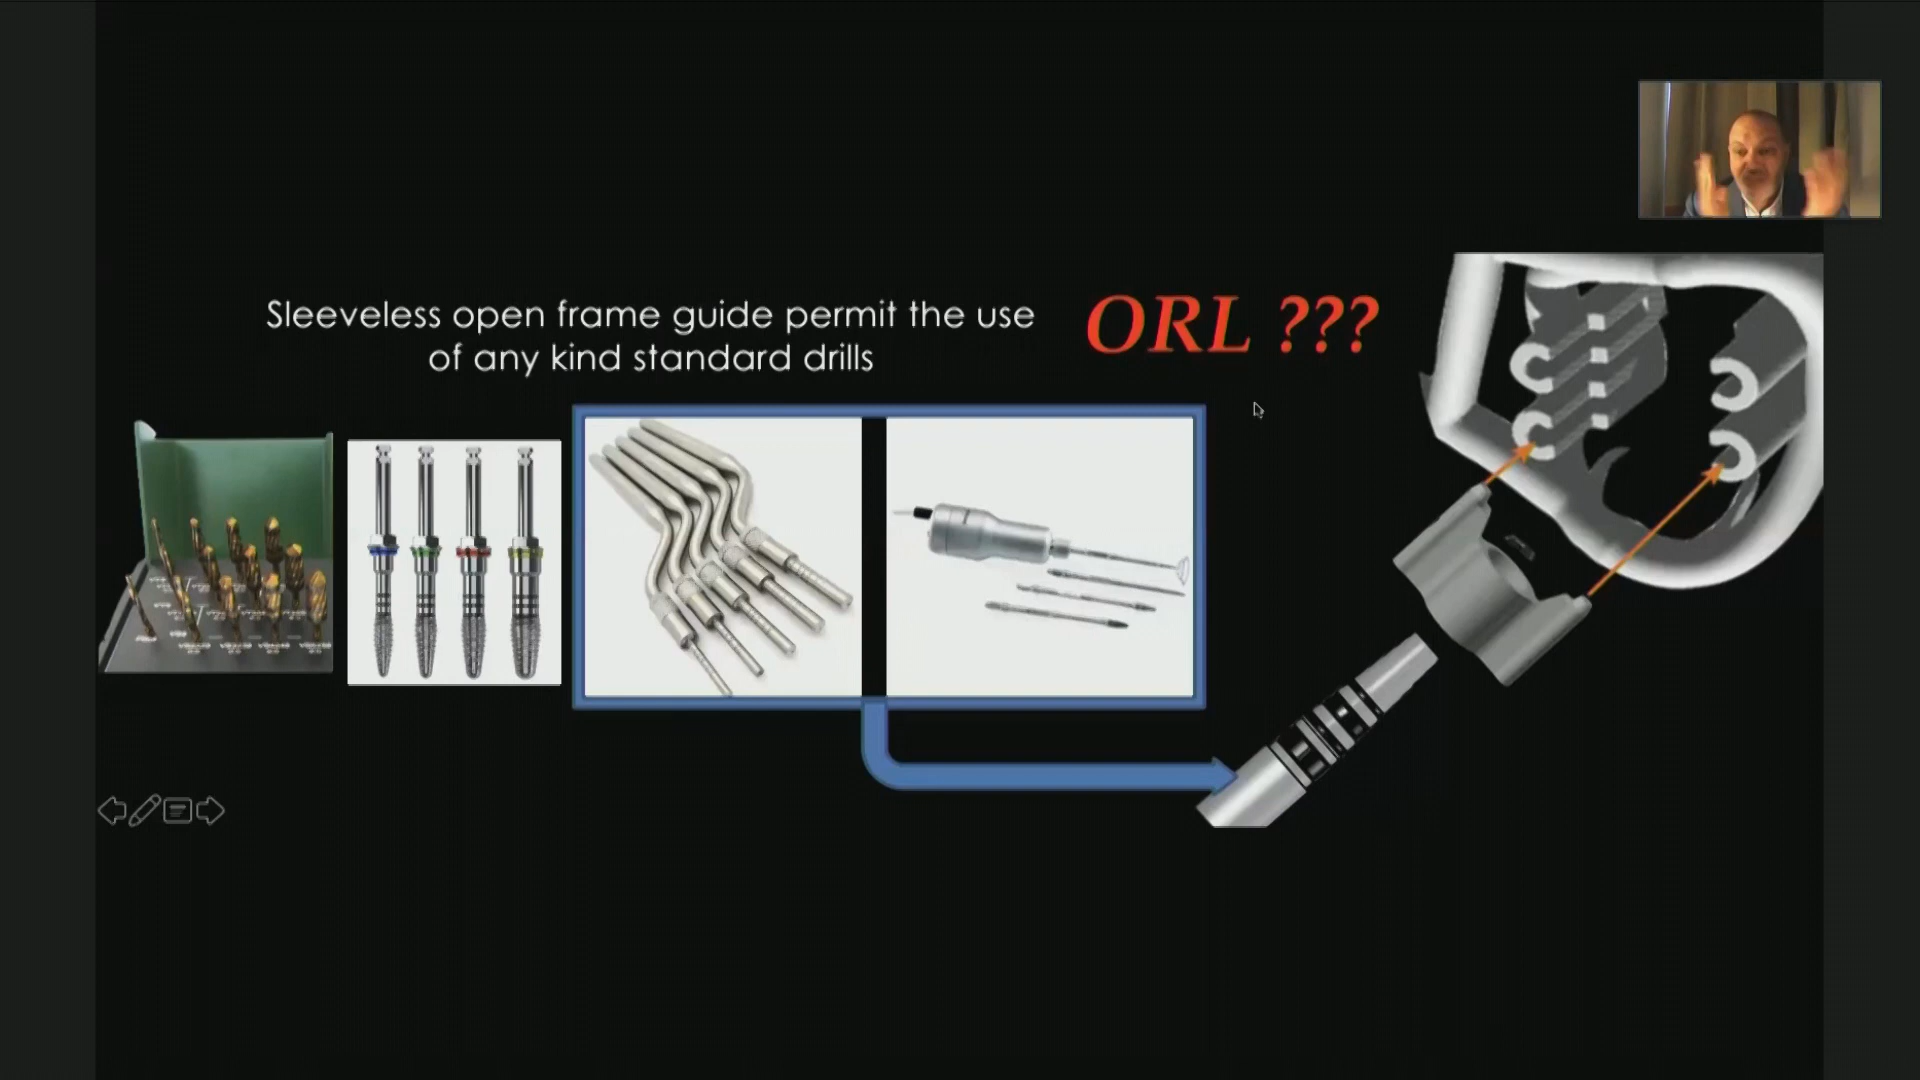 Sleeveless open frame guide permit the use
of any kind standard drills
ORL ???